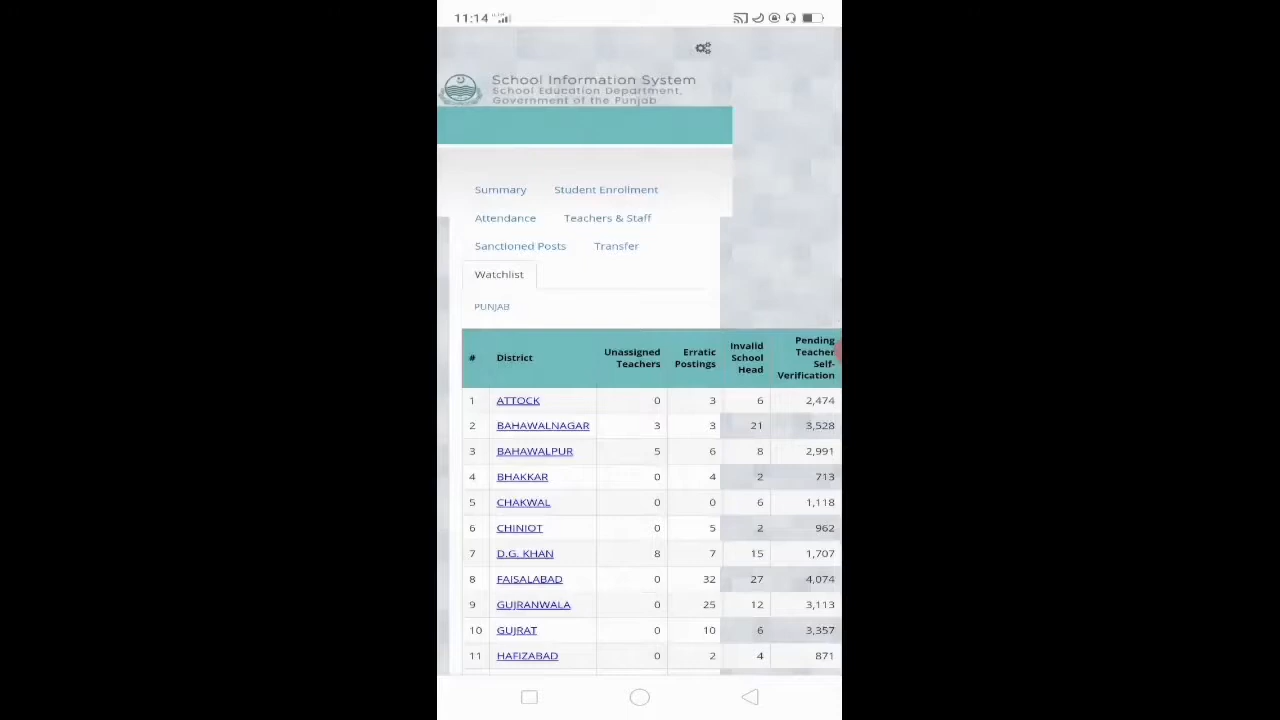 11:14
School Information System
School Education Department,
Government of the Punjab
Summary Student Enrollment
Attendance Teachers & Staff
Sanctioned Posts Transfer
Watchlist
PUNJAB
# District Unassigned Teachers Erratic Postings Invalid School Head Pending Teacher Self-Verification
1 ATTOCK 0 3 6 2,474
2 BAHAWALNAGAR 3 3 21 3,528
3 BAHAWALPUR 5 6 8 2,991
4 BHAKKAR 0 4 2 713
5 CHAKWAL 0 0 6 1,118
6 CHINIOT 0 5 2 962
7 D.G. KHAN 8 7 15 1,707
8 FAISALABAD 0 32 27 4,074
9 GUJRANWALA 0 25 12 3,113
10 GUJRAT 0 10 6 3,357
11 HAFIZABAD 0 2 4 871